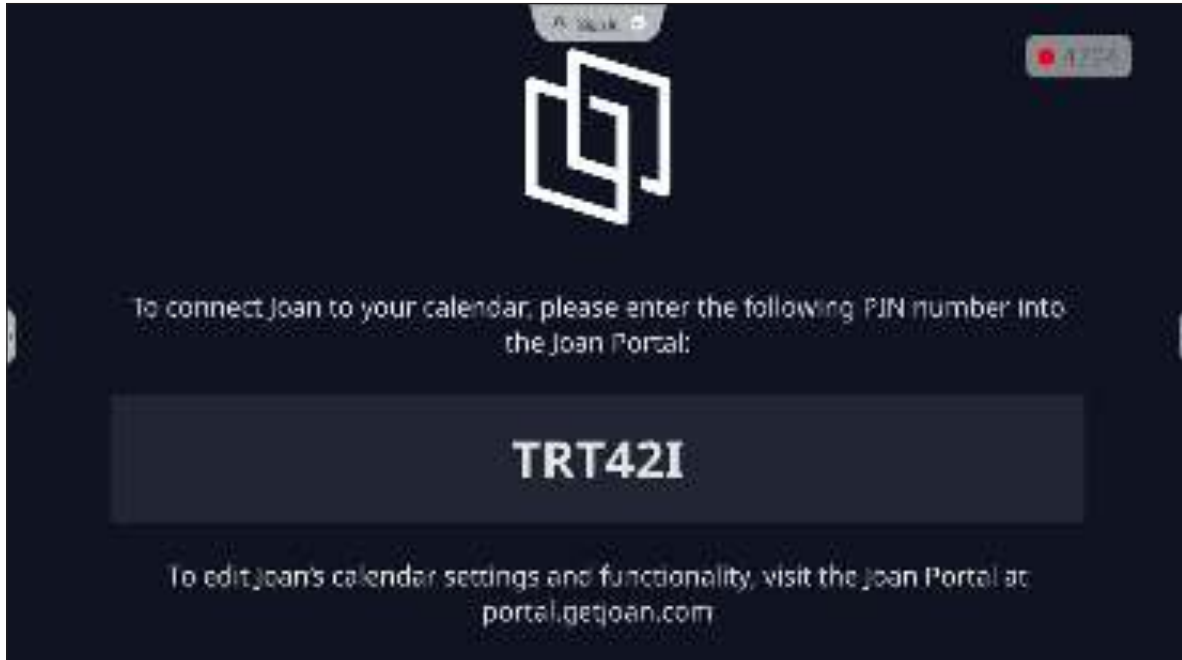 To connect Joan to your calendar, please enter the following PIN number into
the Joan Portal:
TRT42I
To edit Joan's calendar settings and functionality, visit the Joan Portal at
portal.getjoan.com